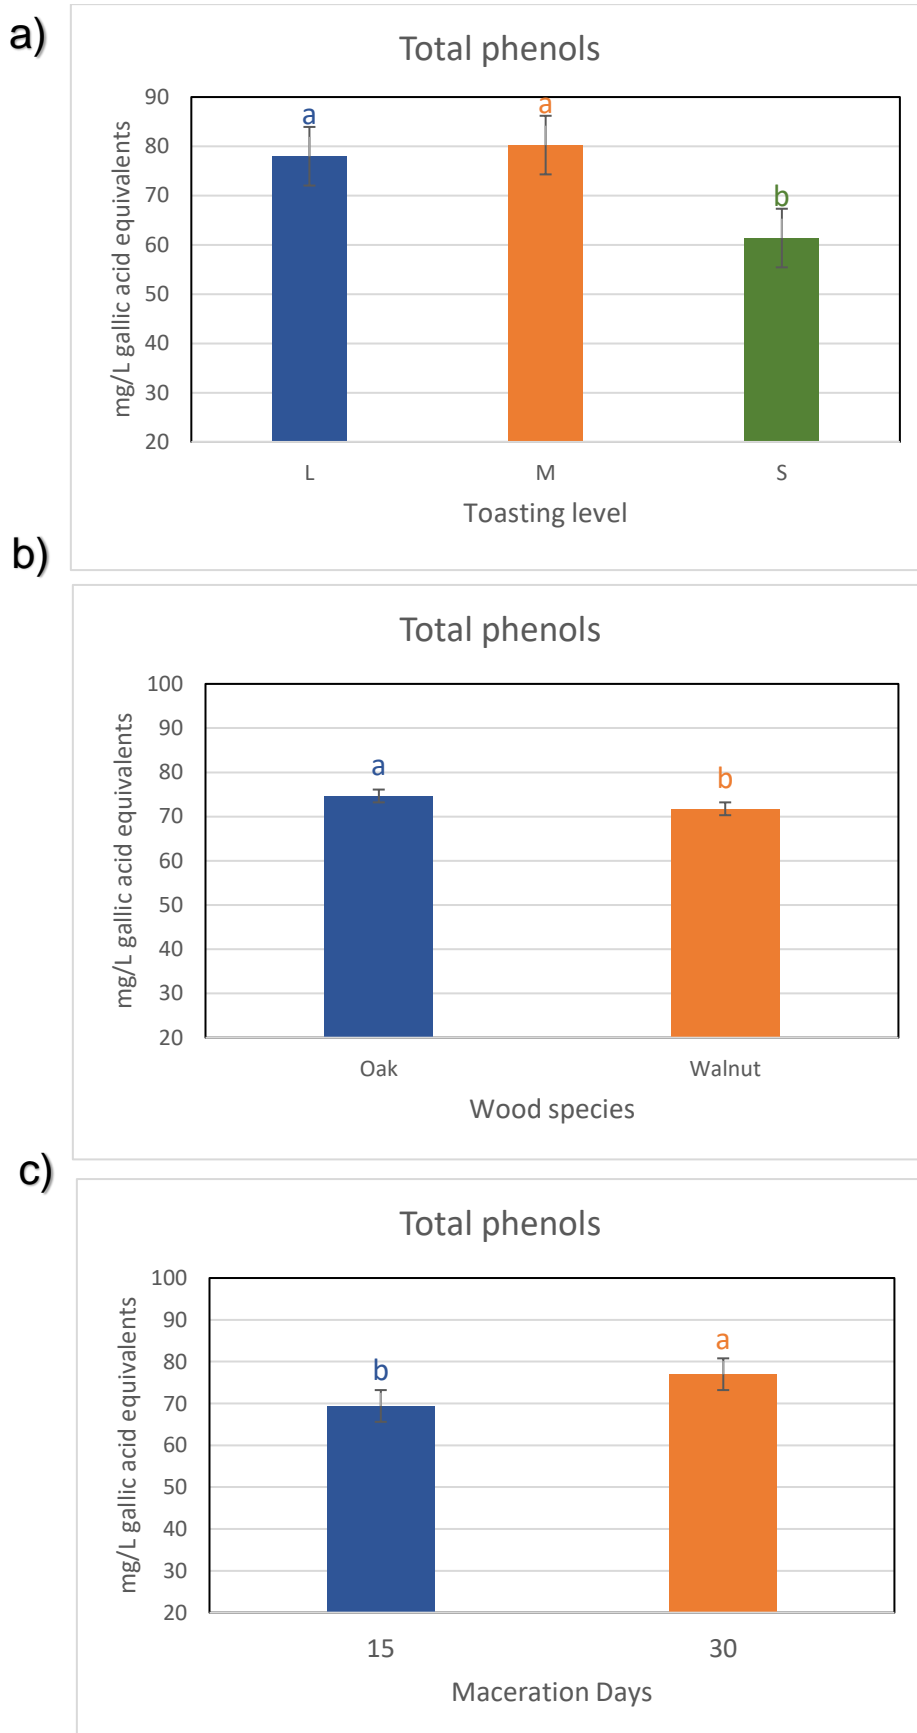 a)
Total phenols
mg/L gallic acid equivalents
90
80
70
60
50
40
30
20
a
a
b
L M S
Toasting level
b)
Total phenols
mg/L gallic acid equivalents
100
90
80
70
60
50
40
30
20
a
b
Oak Walnut
Wood species
c)
Total phenols
mg/L gallic acid equivalents
100
90
80
70
60
50
40
30
20
b
a
15 30
Maceration Days